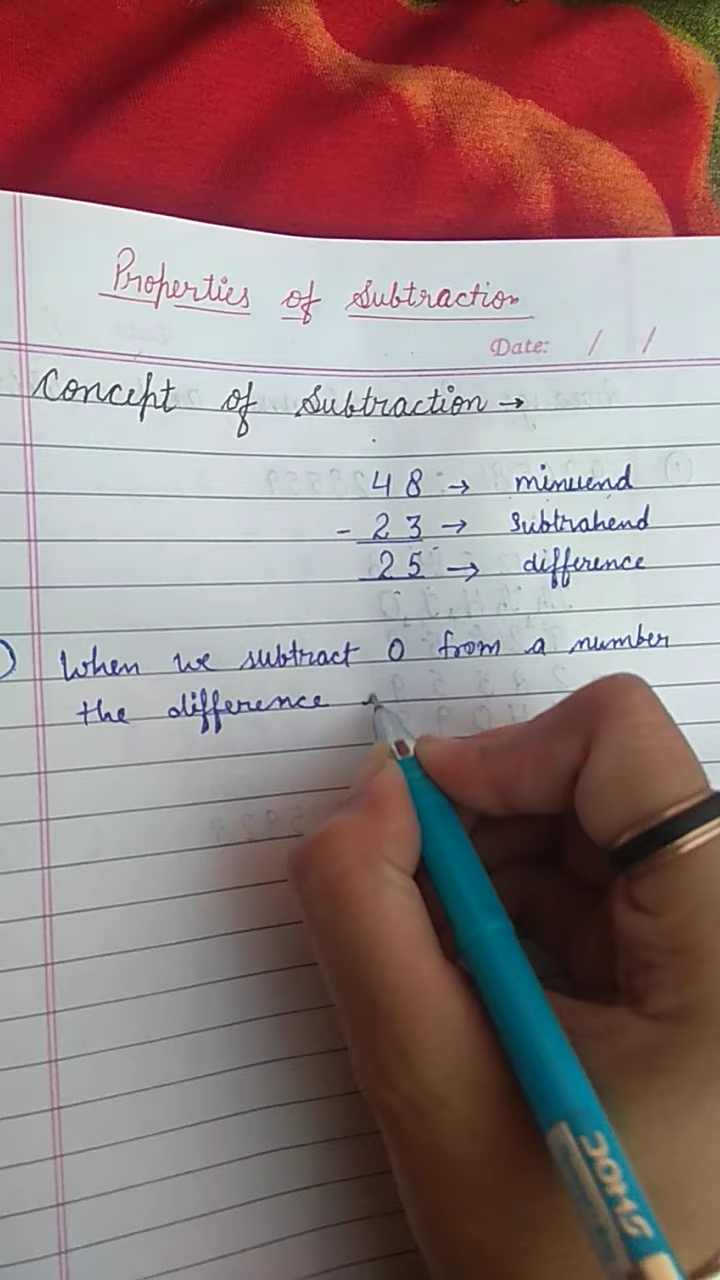 Properties of Subtraction
Date: / /
Concept of Subtraction →
48 → minuend
- 23 → Subtrahend
25 → difference
) When we subtract 0 from a number
the difference
DOMS